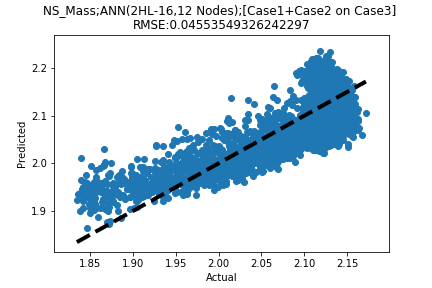 NS_Mass;ANN(2HL-16,12 Nodes);[Case1+Case2 on Case3]
RMSE:0.04553549326242297
2.2
2.1
2.0
1.9
Predicted
1.85 1.90 1.95 2.00 2.05 2.10 2.15
Actual